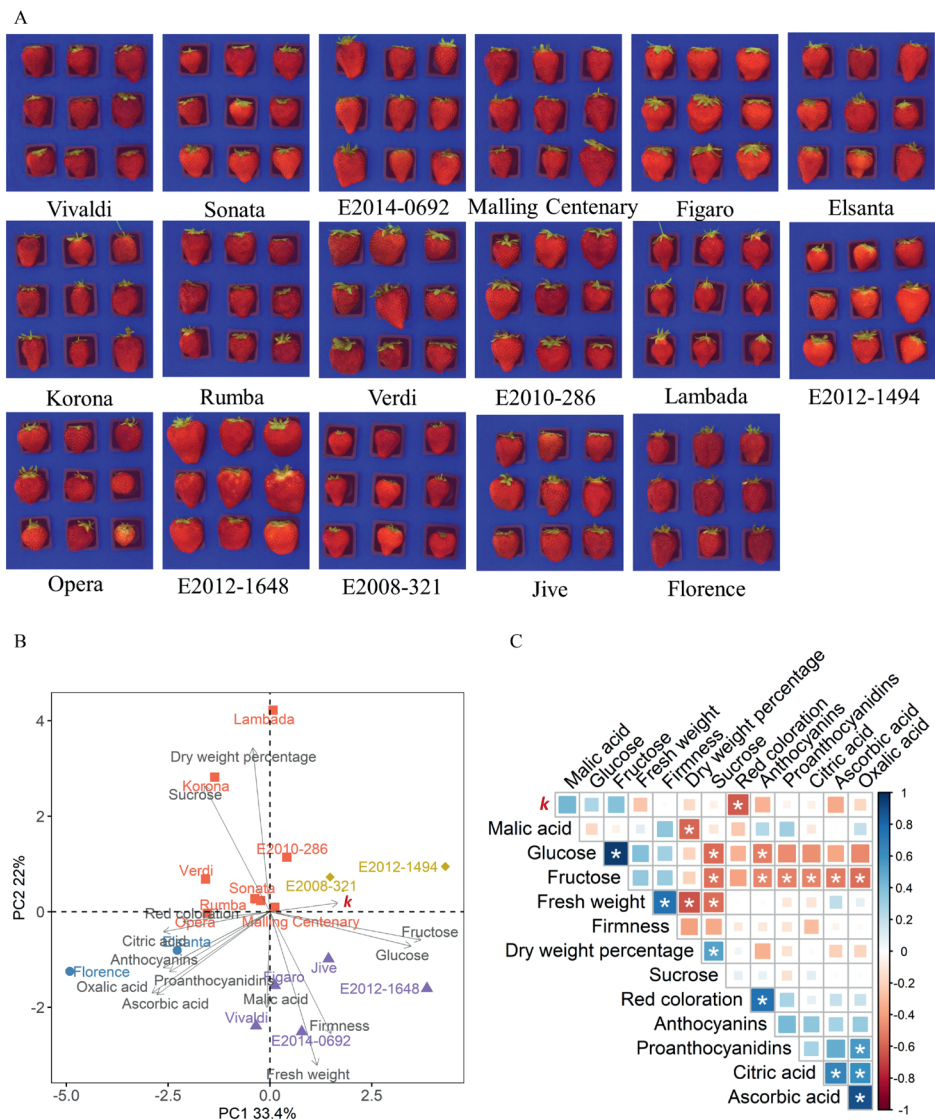 A
Vivaldi Sonata E2014-0692 Malling Centenary Figaro Elsanta
Korona Rumba Verdi E2010-286 Lambada E2012-1494
Opera E2012-1648 E2008-321 Jive Florence
B
PC2 22%
4
2
0
-2
Lambada
Dry weight percentage
Korona
Sucrose
E2010-286
Verdi
E2012-1494
E2008-321
Sonata
Rumba
k
Red coloration
Opera
Malling Centenary
Fructose
Citric acid
Elsanta
Glucose
Anthocyanins
Florence
Jive
Proanthocyanidins
Figaro
Oxalic acid
E2012-1648
Malic acid
Ascorbic acid
Vivaldi
Firmness
E2014-0692
Fresh weight
-5.0 -2.5 0.0 2.5
PC1 33.4%
C
Malic acid
Glucose
Fructose
Fresh weight
Firmness
Dry weight percentage
Sucrose
Red coloration
Anthocyanins
Proanthocyanidins
Citric acid
Ascorbic acid
Oxalic acid
k *
Malic acid *
Glucose * * *
Fructose * * * * * *
Fresh weight * * *
Firmness
Dry weight percentage *
Sucrose
Red coloration *
Anthocyanins
Proanthocyanidins *
Citric acid * *
Ascorbic acid *
1
0.8
0.6
0.4
0.2
0
-0.2
-0.4
-0.6
-0.8
-1